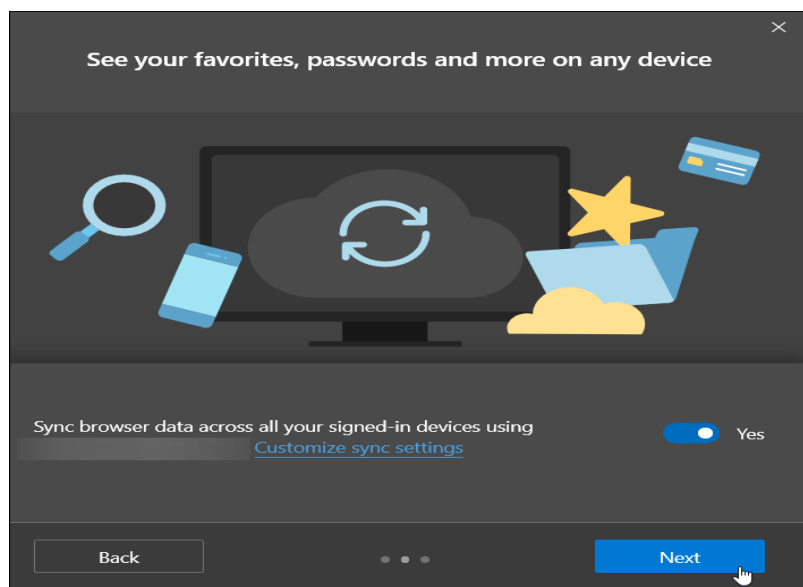 See your favorites, passwords and more on any device
Sync browser data across all your signed-in devices using
Customize sync settings
Yes
Back
Next